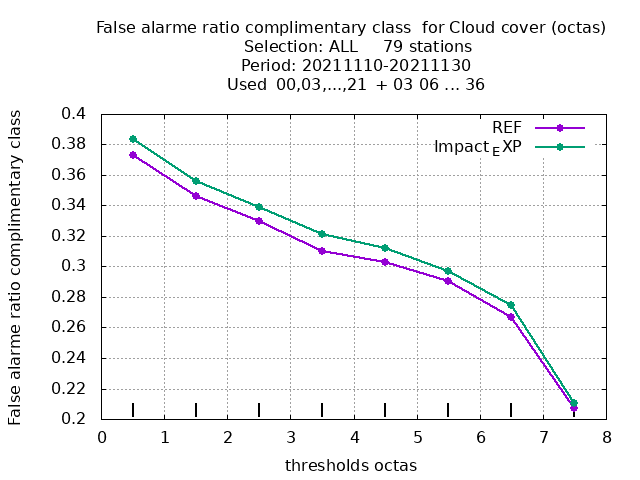 False alarme ratio complimentary class  for Cloud cover (octas)
Selection: ALL     79 stations
Period: 20211110-20211130
Used  00,03,...,21  + 03 06 ... 36
False alarme ratio complimentary class
0.4
0.38
0.36
0.34
0.32
0.3
0.28
0.26
0.24
0.22
0.2
REF
Impact_EXP
0 1 2 3 4 5 6 7 8
thresholds octas